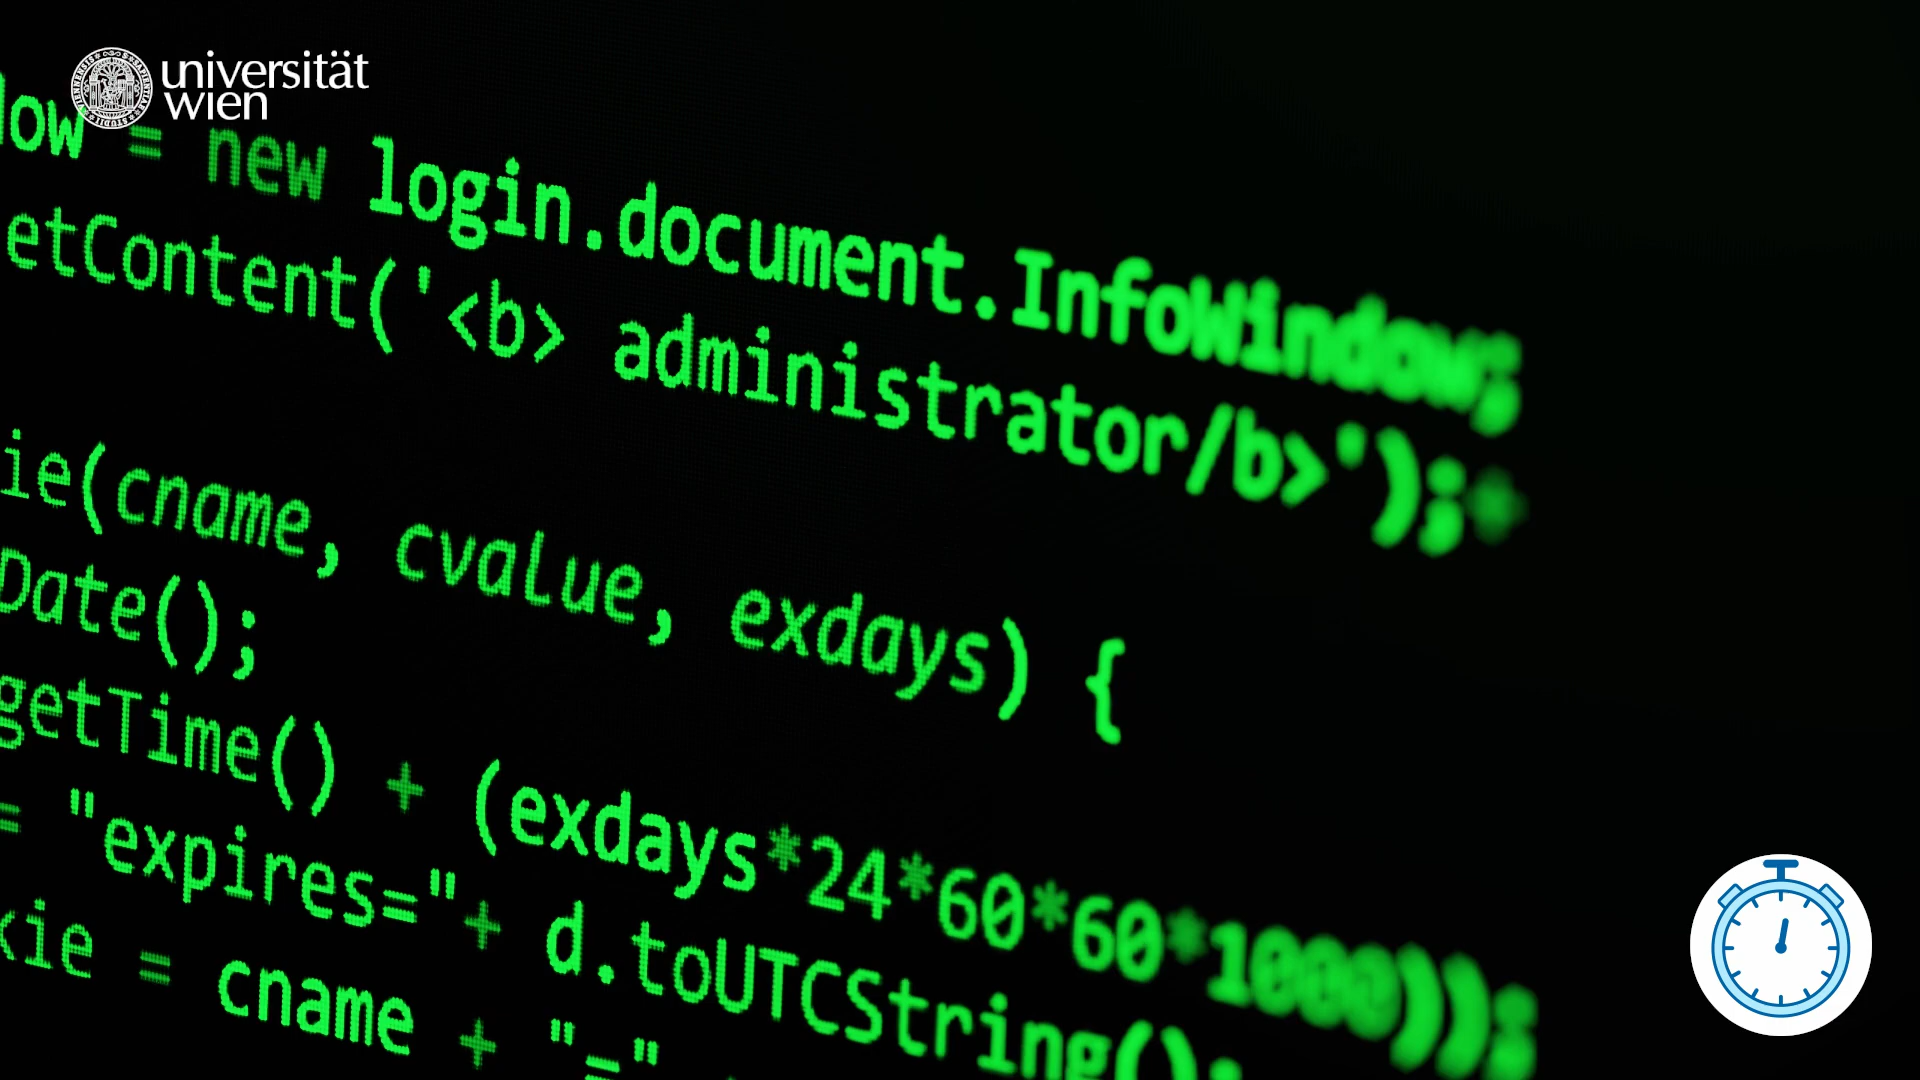 universität
wien
low = new login.document.InfoWindow;
etContent('<b> administrator/b>');
ie(cname, cvalue, exdays) {
Date();
getTime() + (exdays*24*60*60*1000));
= "expires="+ d.toUTCString();
kie = cname + "="